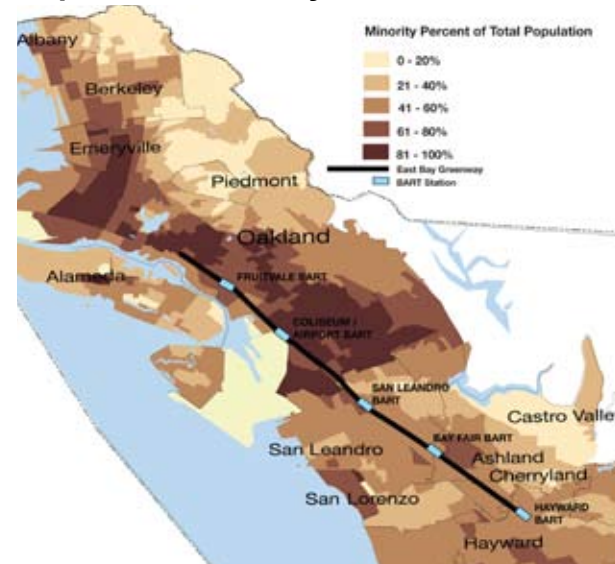 Albany
Berkeley
Emeryville
Piedmont
Oakland
Alameda
Minority Percent of Total Population
0 - 20%
21 - 40%
41 - 60%
61 - 80%
81 - 100%
East Bay Greenway
BART Station
FRUITVALE BART
COLISEUM /
AIRPORT BART
SAN LEANDRO
BART
Castro Valle
BAY FAIR BART
San Leandro
Ashland
Cherryland
San Lorenzo
HAYWARD
BART
Hayward